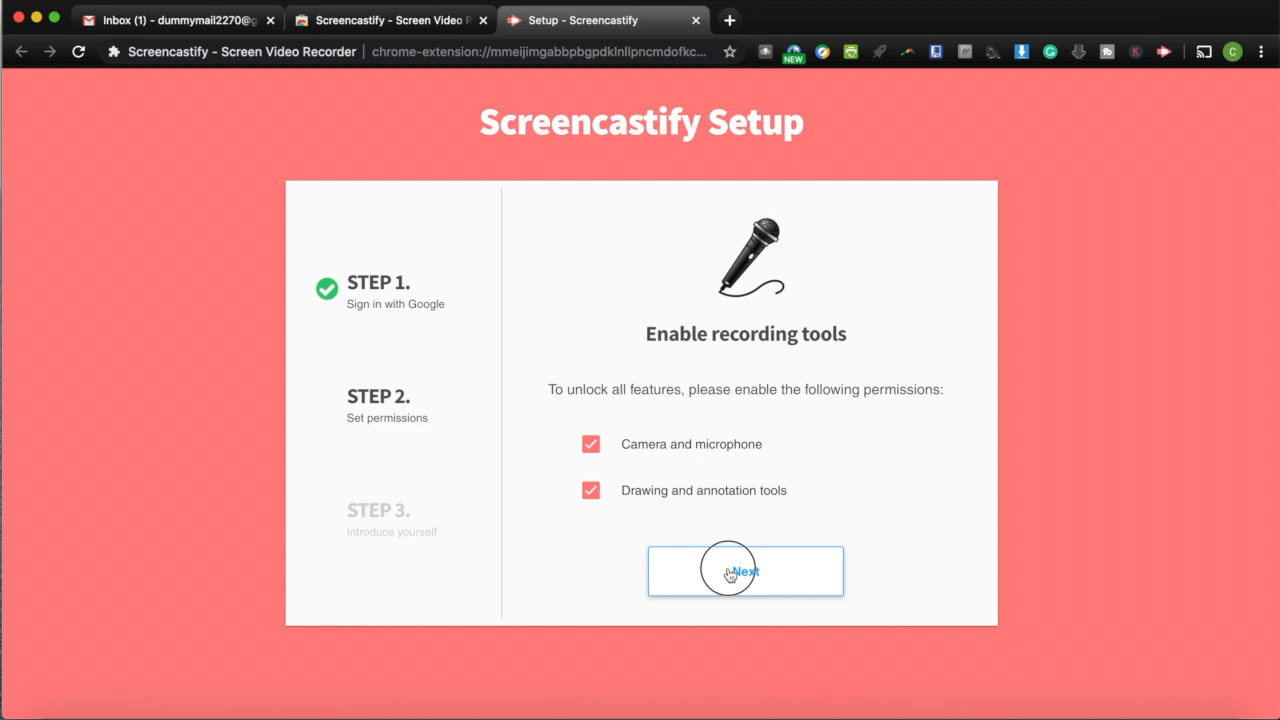 Inbox (1) - dummymail2270@g
Screencastify - Screen Video R
Setup - Screencastify
Screencastify - Screen Video Recorder
chrome-extension://mmeijimgabbpbgpdklnllpncmdofkc...
NEW
C
Screencastify Setup
STEP 1.
Sign in with Google
STEP 2.
Set permissions
STEP 3.
Introduce yourself
Enable recording tools
To unlock all features, please enable the following permissions:
Camera and microphone
Drawing and annotation tools
Next